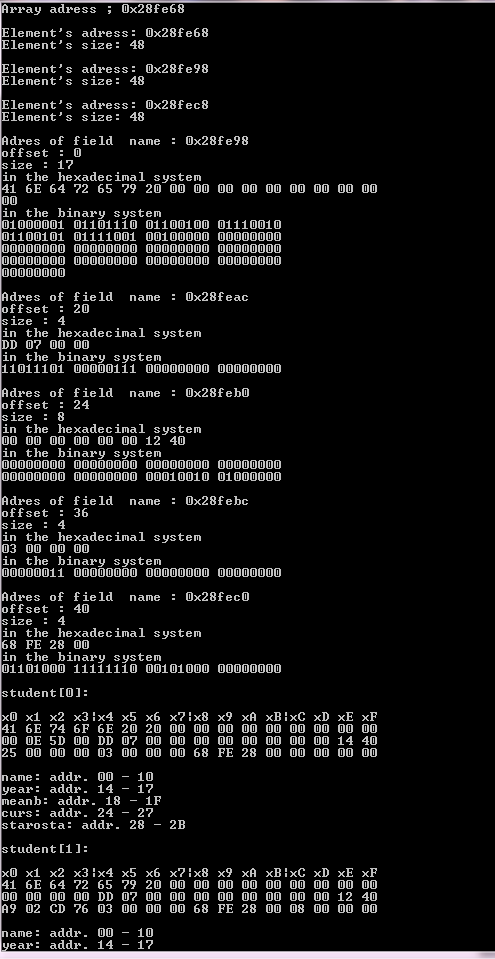 Array adress ; 0x28fe68
Element's adress: 0x28fe68
Element's size: 48
Element's adress: 0x28fe98
Element's size: 48
Element's adress: 0x28fec8
Element's size: 48
Adres of field  name : 0x28fe98
offset : 0
size : 17
in the hexadecimal system
41 6E 64 72 65 79 20 00 00 00 00 00 00 00 00 00
00
in the binary system
01000001 01101110 01100100 01110010
01100101 01111001 00100000 00000000
00000000 00000000 00000000 00000000
00000000 00000000 00000000 00000000
00000000
Adres of field  name : 0x28feac
offset : 20
size : 4
in the hexadecimal system
DD 07 00 00
in the binary system
11011101 00000111 00000000 00000000
Adres of field  name : 0x28feb0
offset : 24
size : 8
in the hexadecimal system
00 00 00 00 00 00 12 40
in the binary system
00000000 00000000 00000000 00000000
00000000 00000000 00010010 01000000
Adres of field  name : 0x28febc
offset : 36
size : 4
in the hexadecimal system
03 00 00 00
in the binary system
00000011 00000000 00000000 00000000
Adres of field  name : 0x28fec0
offset : 40
size : 4
in the hexadecimal system
68 FE 28 00
in the binary system
01101000 11111110 00101000 00000000
student[0]:
x0 x1 x2 x3¦x4 x5 x6 x7¦x8 x9 xA xB¦xC xD xE xF
41 6E 74 6F 6E 20 20 00 00 00 00 00 00 00 00 00
00 0E 5D 00 DD 07 00 00 00 00 00 00 00 00 14 40
25 00 00 00 03 00 00 00 68 FE 28 00 00 00 00 00
name: addr. 00 - 10
year: addr. 14 - 17
meanb: addr. 18 - 1F
curs: addr. 24 - 27
starosta: addr. 28 - 2B
student[1]:
x0 x1 x2 x3¦x4 x5 x6 x7¦x8 x9 xA xB¦xC xD xE xF
41 6E 64 72 65 79 20 00 00 00 00 00 00 00 00 00
00 00 00 00 DD 07 00 00 00 00 00 00 00 00 12 40
A9 02 CD 76 03 00 00 00 68 FE 28 00 08 00 00 00
name: addr. 00 - 10
year: addr. 14 - 17